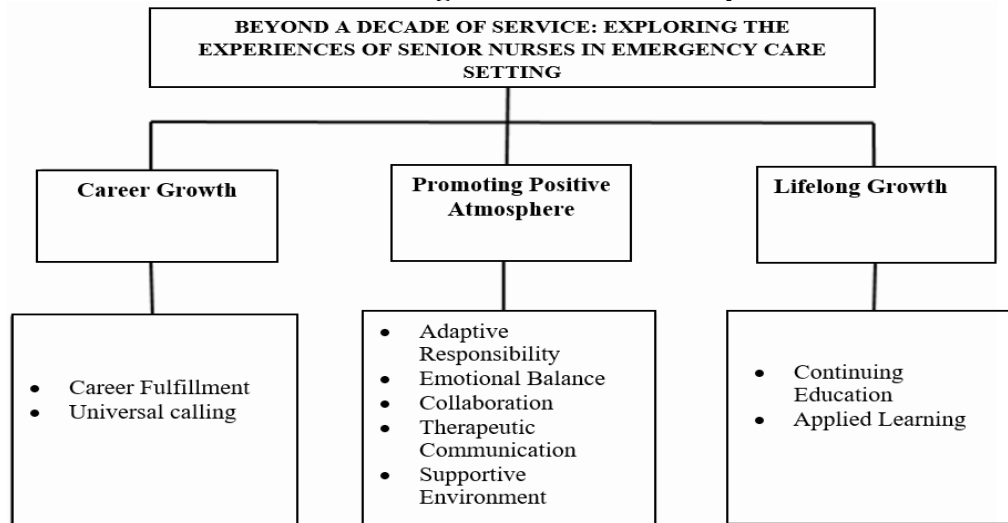 BEYOND A DECADE OF SERVICE: EXPLORING THE
EXPERIENCES OF SENIOR NURSES IN EMERGENCY CARE
SETTING
Career Growth
Promoting Positive
Atmosphere
Lifelong Growth
• Career Fulfillment
• Universal calling
• Adaptive
Responsibility
• Emotional Balance
• Collaboration
• Therapeutic
Communication
• Supportive
Environment
• Continuing
Education
• Applied Learning